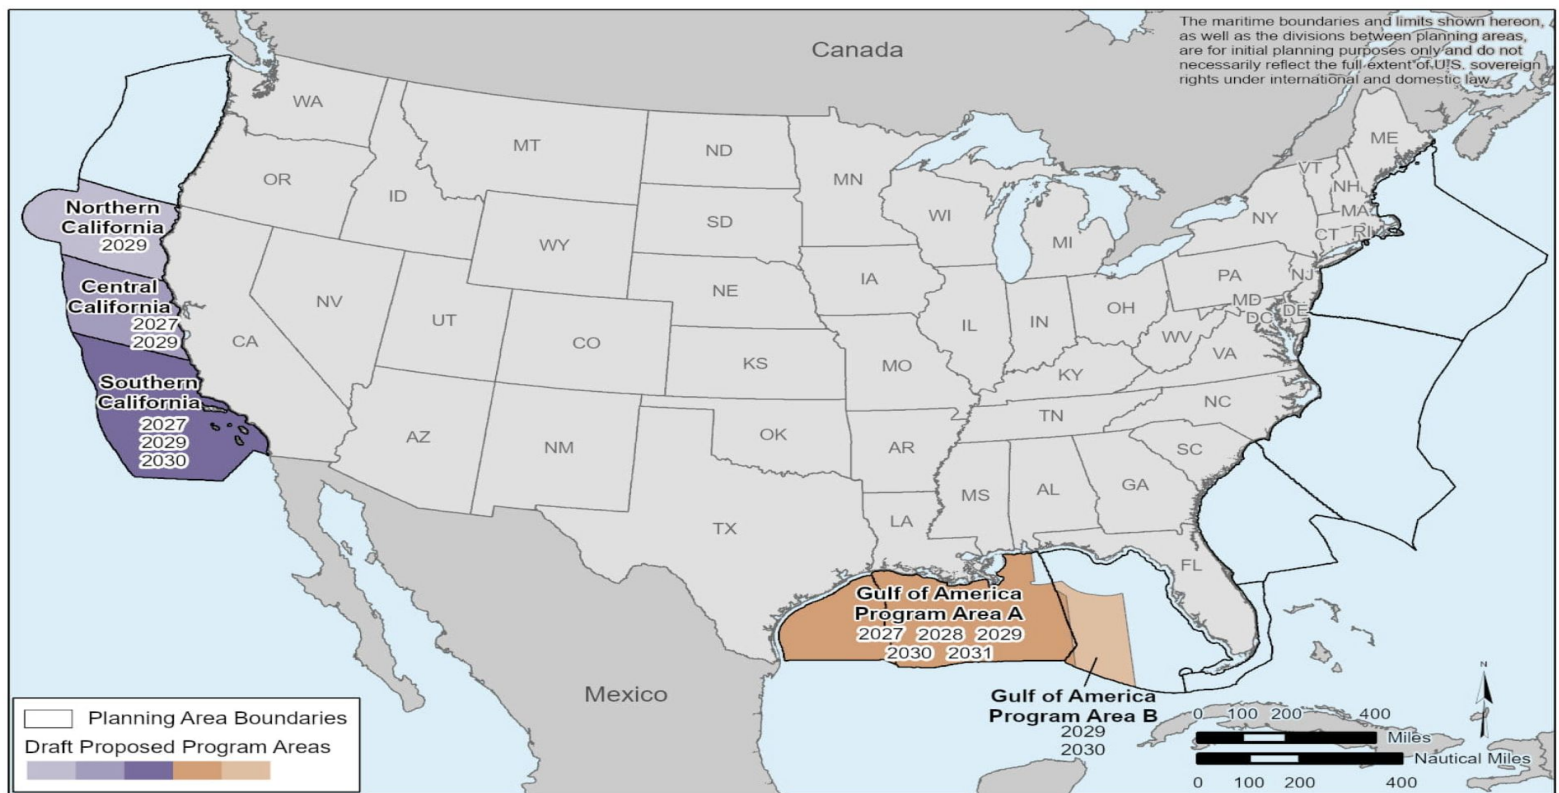 The maritime boundaries and limits shown hereon,
as well as the divisions between planning areas,
are for initial planning purposes only and do not
necessarily reflect the full extent of U.S. sovereign
rights under international and domestic law.
Canada
WA
MT
ND
MN
ME
OR
ID
SD
WI
MI
VT
NH
NY
MA
CT
RI
Northern
California
2029
WY
IA
NE
PA
NJ
Central
California
2027
2029
NV
UT
CO
IL
IN
OH
MD
DE
DC
WV
VA
CA
KS
MO
KY
Southern
California
2027
2029
2030
AZ
NM
OK
AR
TN
NC
SC
MS
AL
GA
TX
LA
FL
Gulf of America
Program Area A
2027 2028 2029
2030 2031
Mexico
Gulf of America
Program Area B
2029
2030
Planning Area Boundaries
Draft Proposed Program Areas
N
0 100 200 400
Miles
Nautical Miles
0 100 200 400